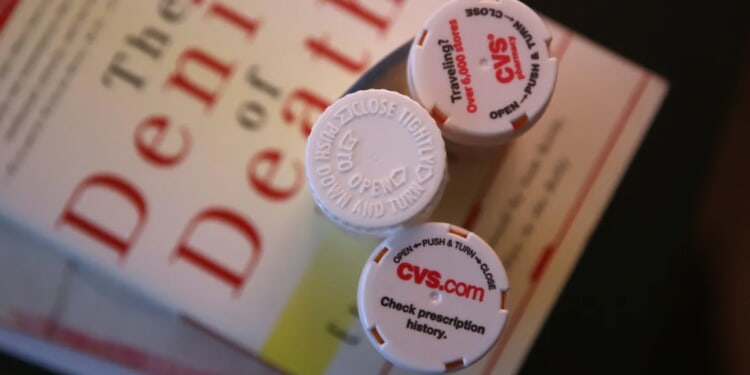 The
Denial
of
Death
OPEN ←PUSH & TURN→ CLOSE
Traveling?
Over 6,000 stores
CVS
pharmacy
CLOSE TIGHTLY
PUSH DOWN AND TURN
TO OPEN
OPEN ←PUSH & TURN→ CLOSE
CVS.com
Check prescription
history.